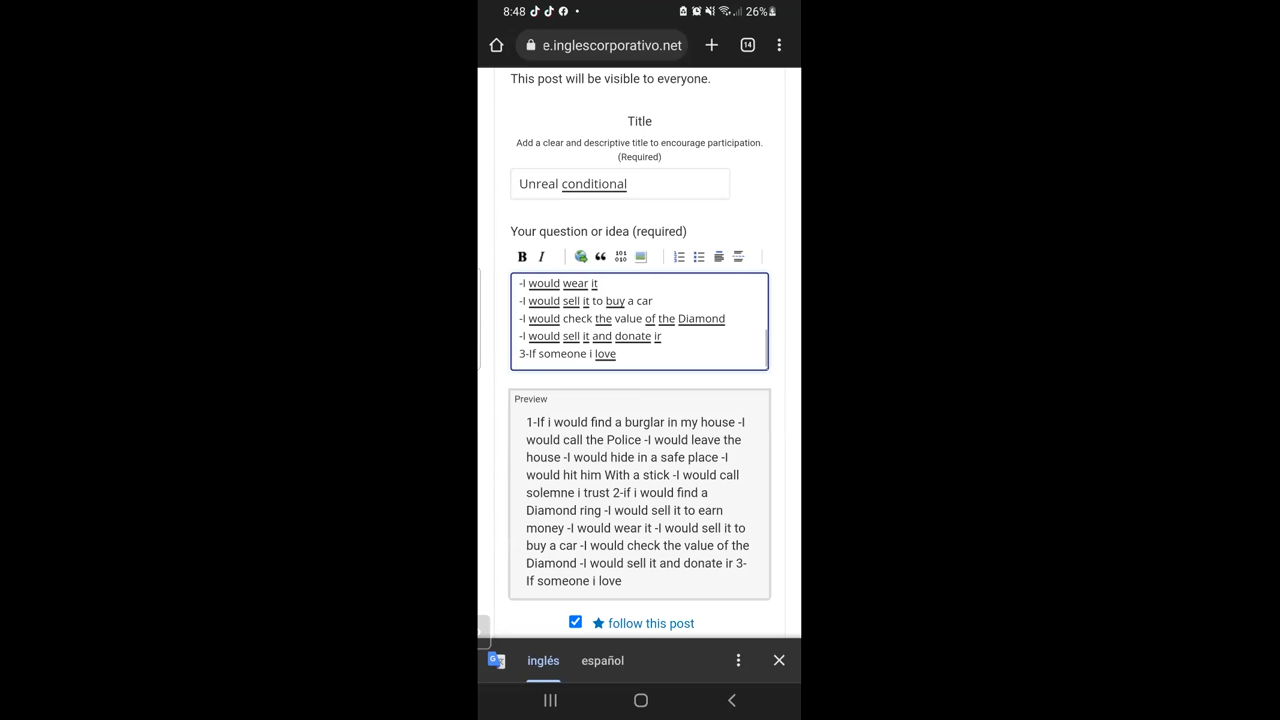 8:48
26%
e.inglescorporativo.net
14
This post will be visible to everyone.
Title
Add a clear and descriptive title to encourage participation.
(Required)
Unreal conditional
Your question or idea (required)
B I 101 010
-I would wear it
-I would sell it to buy a car
-I would check the value of the Diamond
-I would sell it and donate ir
3-If someone i love
Preview
1-If i would find a burglar in my house -I
would call the Police -I would leave the
house -I would hide in a safe place -I
would hit him With a stick -I would call
solemne i trust 2-if i would find a
Diamond ring -I would sell it to earn
money -I would wear it -I would sell it to
buy a car -I would check the value of the
Diamond -I would sell it and donate ir 3-
If someone i love
follow this post
inglés español